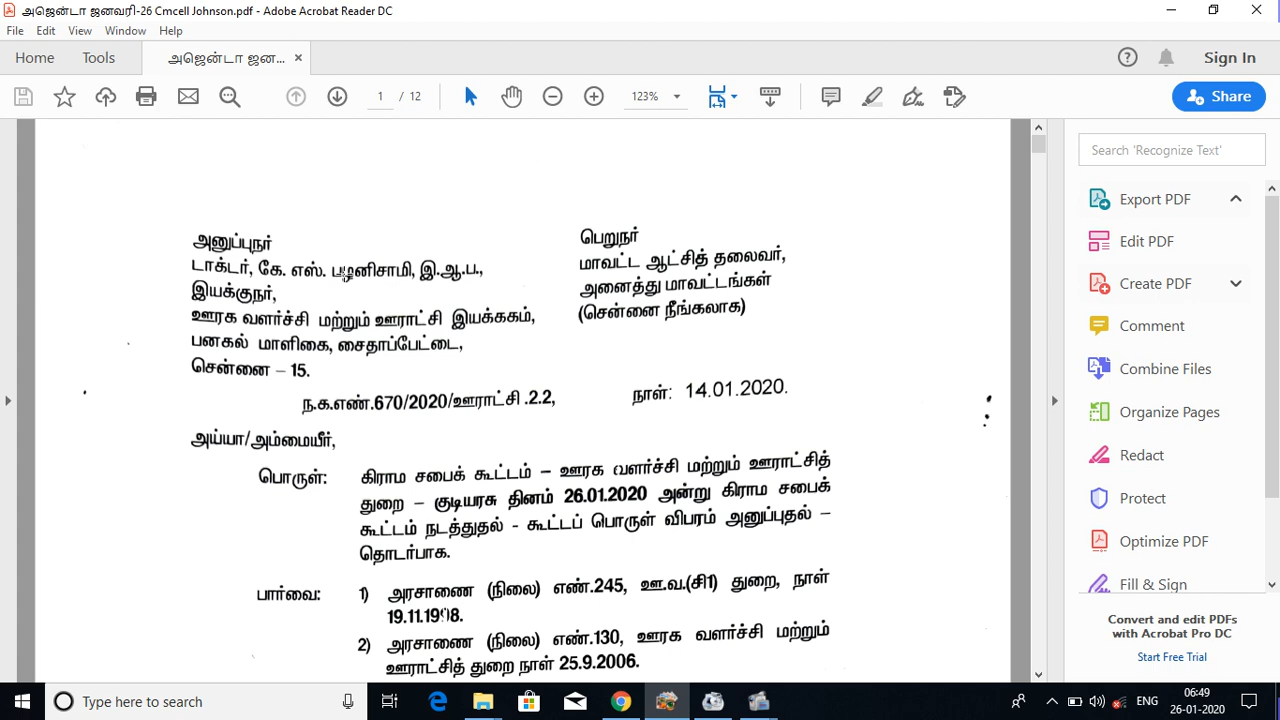 அஜென்டா ஜனவரி-26 Cmcell Johnson.pdf - Adobe Acrobat Reader DC
File Edit View Window Help
Home Tools அஜென்டா ஜன... × Sign In
1 / 12 123% Share
Search 'Recognize Text'
Export PDF
Edit PDF
Create PDF
Comment
Combine Files
Organize Pages
Redact
Protect
Optimize PDF
Fill & Sign
Convert and edit PDFs
with Acrobat Pro DC
Start Free Trial
அனுப்புநர்
டாக்டர், கே. எஸ். பழனிசாமி, இ.ஆ.ப.,
இயக்குநர்,
ஊரக வளர்ச்சி மற்றும் ஊராட்சி இயக்ககம்,
பனகல் மாளிகை, சைதாப்பேட்டை,
சென்னை – 15.
பெறுநர்
மாவட்ட ஆட்சித் தலைவர்,
அனைத்து மாவட்டங்கள்
(சென்னை நீங்கலாக)
ந.க.எண்.670/2020/ஊராட்சி .2.2, நாள்: 14.01.2020.
அய்யா/அம்மையீர்,
பொருள்: கிராம சபைக் கூட்டம் – ஊரக வளர்ச்சி மற்றும் ஊராட்சித்
துறை – குடியரசு தினம் 26.01.2020 அன்று கிராம சபைக்
கூட்டம் நடத்துதல் - கூட்டப் பொருள் விபரம் அனுப்புதல் –
தொடர்பாக.
பார்வை: 1) அரசாணை (நிலை) எண்.245, ஊ.வ.(சி1) துறை, நாள்
19.11.1998.
2) அரசாணை (நிலை) எண்.130, ஊரக வளர்ச்சி மற்றும்
ஊராட்சித் துறை நாள் 25.9.2006.
Type here to search
ENG
06:49
26-01-2020